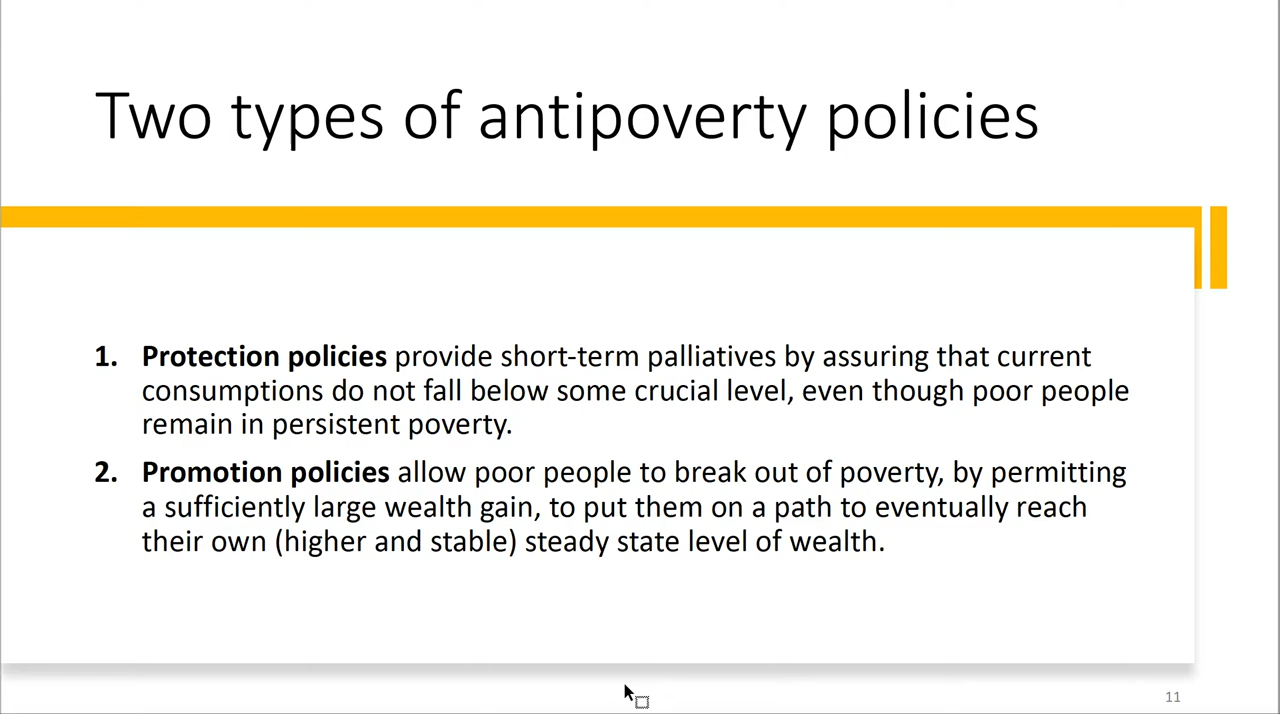 Two types of antipoverty policies
1. Protection policies provide short-term palliatives by assuring that current
consumptions do not fall below some crucial level, even though poor people
remain in persistent poverty.
2. Promotion policies allow poor people to break out of poverty, by permitting
a sufficiently large wealth gain, to put them on a path to eventually reach
their own (higher and stable) steady state level of wealth.
11